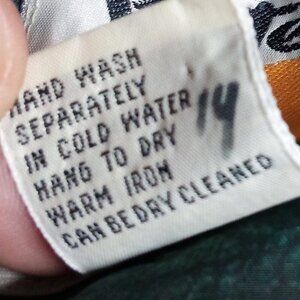 HAND WASH
SEPARATELY
IN COLD WATER
HANG TO DRY
WARM IRON
CAN BE DRY CLEANED
14